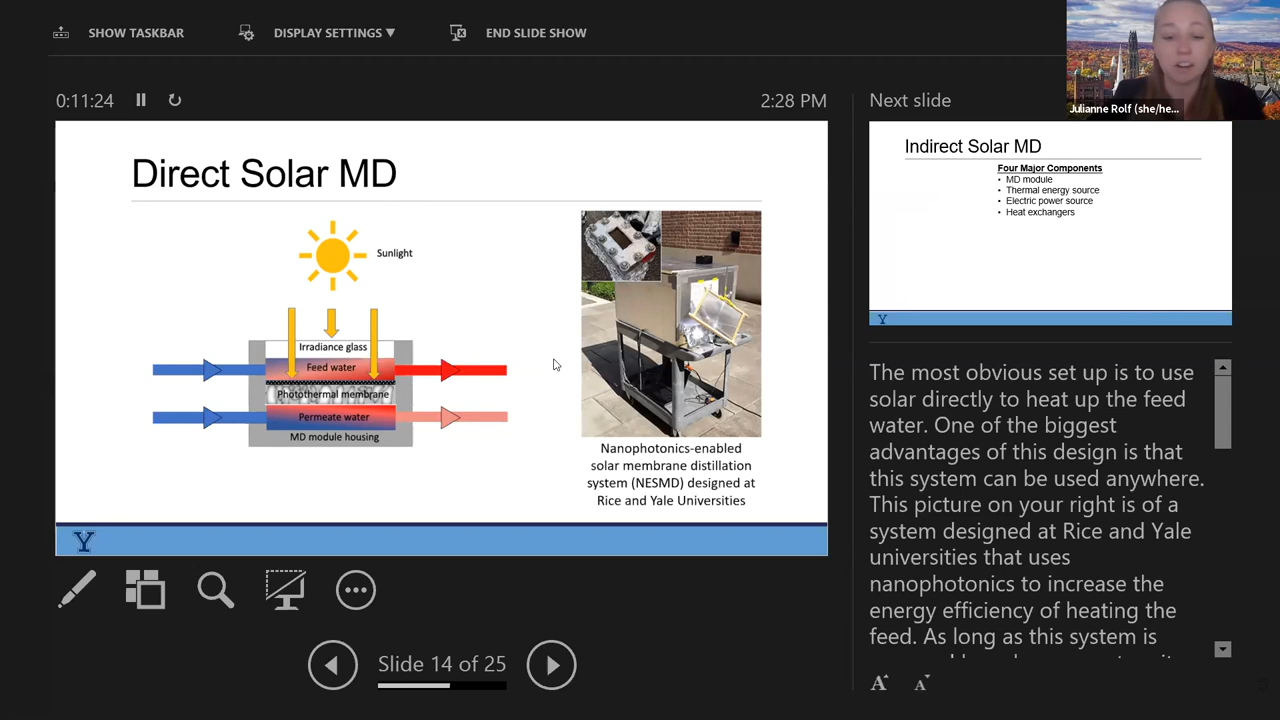 SHOW TASKBAR
DISPLAY SETTINGS ▼
END SLIDE SHOW
Julianne Rolf (she/he...
0:11:24
2:28 PM
Direct Solar MD
Sunlight
Irradiance glass
Feed water
Photothermal membrane
Permeate water
MD module housing
Nanophotonics-enabled
solar membrane distillation
system (NESMD) designed at
Rice and Yale Universities
Y
Slide 14 of 25
Next slide
Indirect Solar MD
Four Major Components
• MD module
• Thermal energy source
• Electric power source
• Heat exchangers
Y
The most obvious set up is to use
solar directly to heat up the feed
water. One of the biggest
advantages of this design is that
this system can be used anywhere.
This picture on your right is of a
system designed at Rice and Yale
universities that uses
nanophotonics to increase the
energy efficiency of heating the
feed. As long as this system is
A
A